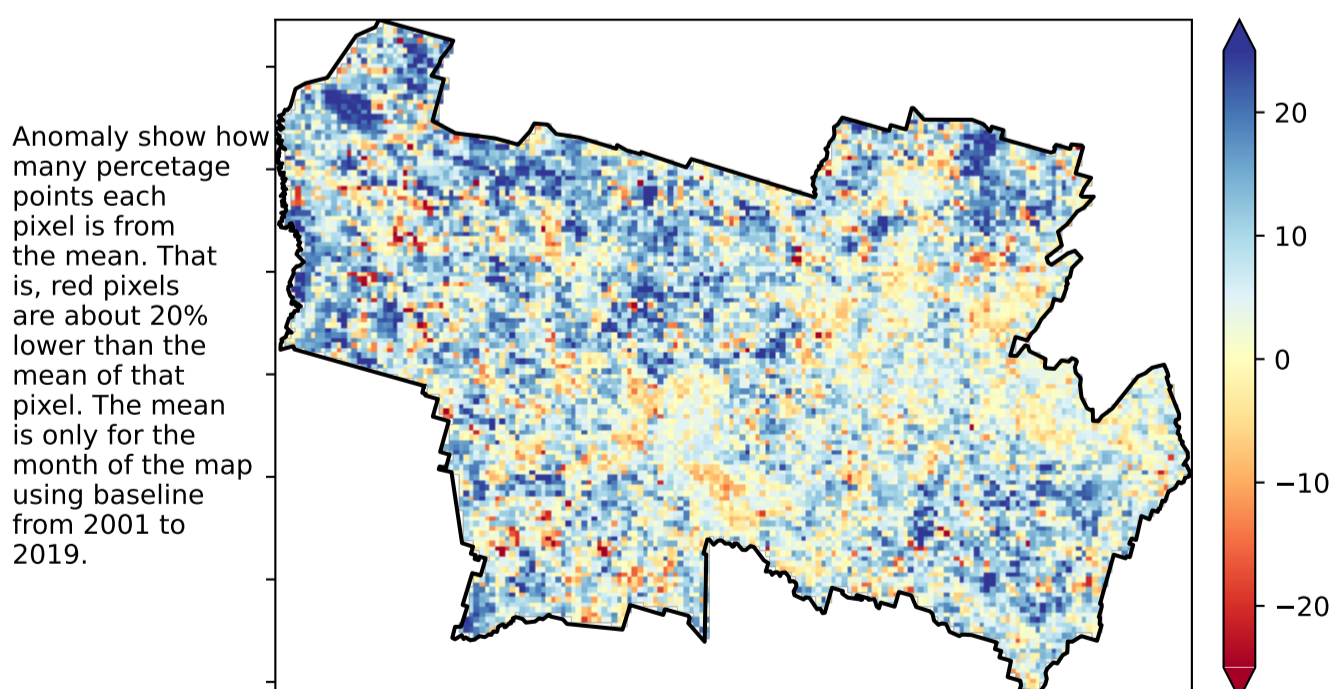 Anomaly show how
many percetage
points each
pixel is from
the mean. That
is, red pixels
are about 20%
lower than the
mean of that
pixel. The mean
is only for the
month of the map
using baseline
from 2001 to
2019.
20
10
0
−10
−20